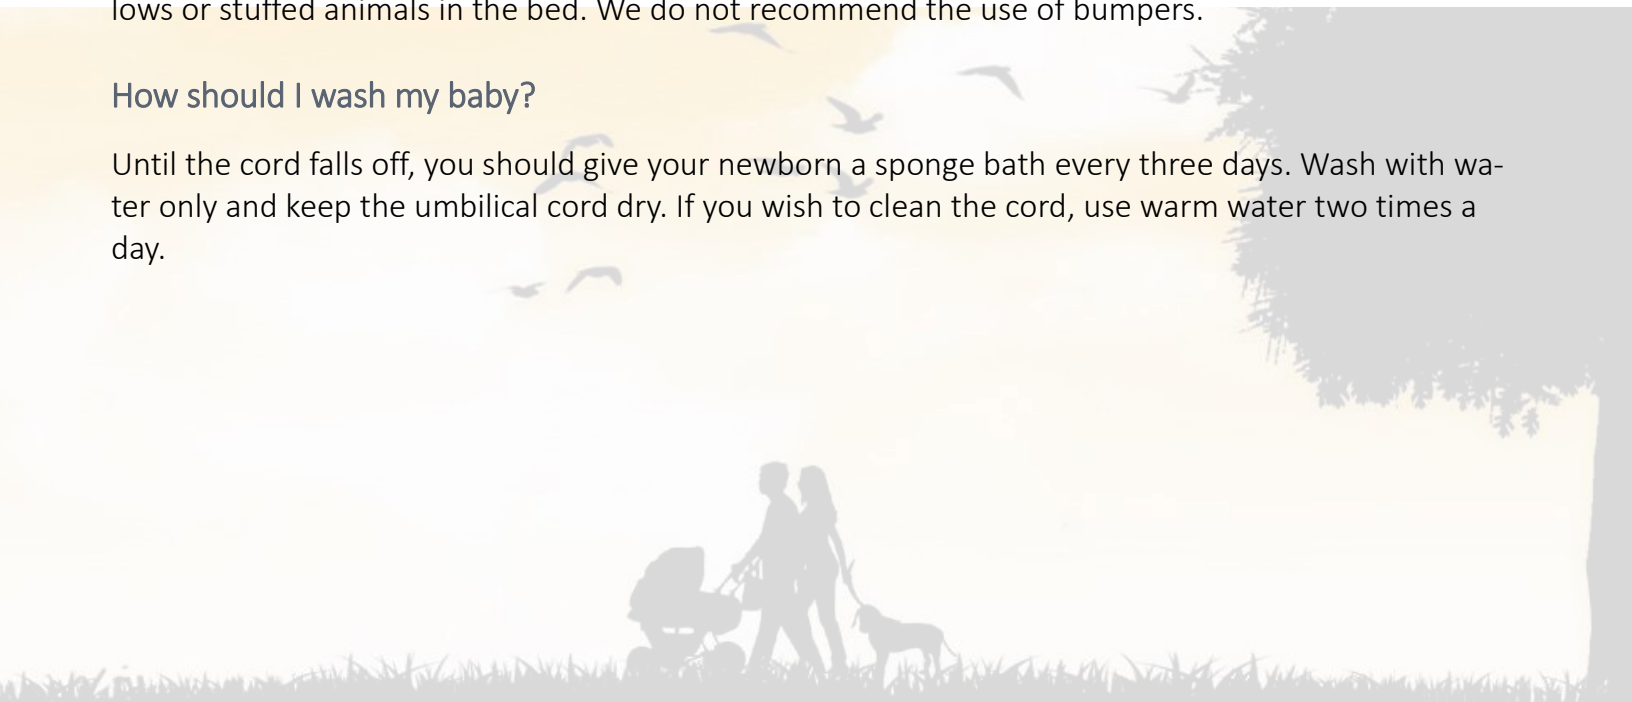 lows or stuffed animals in the bed. We do not recommend the use of bumpers.
How should I wash my baby?
Until the cord falls off, you should give your newborn a sponge bath every three days. Wash with wa-
ter only and keep the umbilical cord dry. If you wish to clean the cord, use warm water two times a
day.